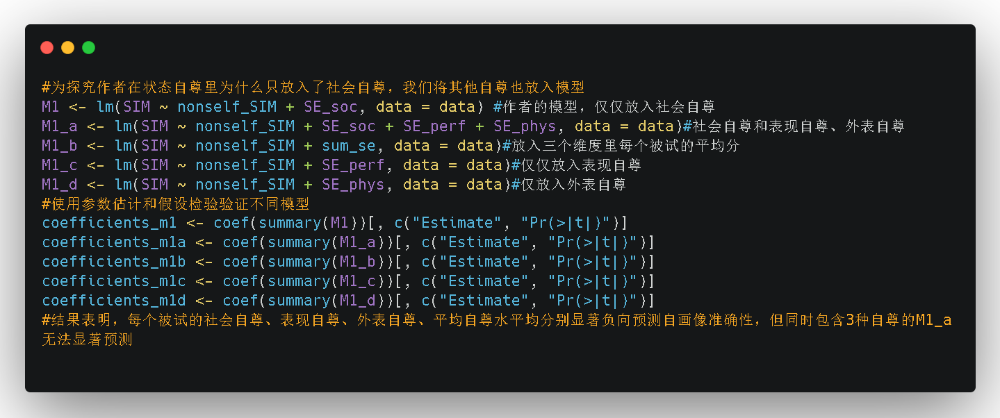 #为探究作者在状态自尊里为什么只放入了社会自尊，我们将其他自尊也放入模型
M1 <- lm(SIM ~ nonself_SIM + SE_soc, data = data) #作者的模型，仅仅放入社会自尊
M1_a <- lm(SIM ~ nonself_SIM + SE_soc + SE_perf + SE_phys, data = data)#社会自尊和表现自尊、外表自尊
M1_b <- lm(SIM ~ nonself_SIM + sum_se, data = data)#放入三个维度里每个被试的平均分
M1_c <- lm(SIM ~ nonself_SIM + SE_perf, data = data)#仅仅放入表现自尊
M1_d <- lm(SIM ~ nonself_SIM + SE_phys, data = data)#仅放入外表自尊
#使用参数估计和假设检验验证不同模型
coefficients_m1 <- coef(summary(M1))[, c("Estimate", "Pr(>|t|)")]
coefficients_m1a <- coef(summary(M1_a))[, c("Estimate", "Pr(>|t|)")]
coefficients_m1b <- coef(summary(M1_b))[, c("Estimate", "Pr(>|t|)")]
coefficients_m1c <- coef(summary(M1_c))[, c("Estimate", "Pr(>|t|)")]
coefficients_m1d <- coef(summary(M1_d))[, c("Estimate", "Pr(>|t|)")]
#结果表明，每个被试的社会自尊、表现自尊、外表自尊、平均自尊水平均分别显著负向预测自画像准确性，但同时包含3种自尊的M1_a
无法显著预测